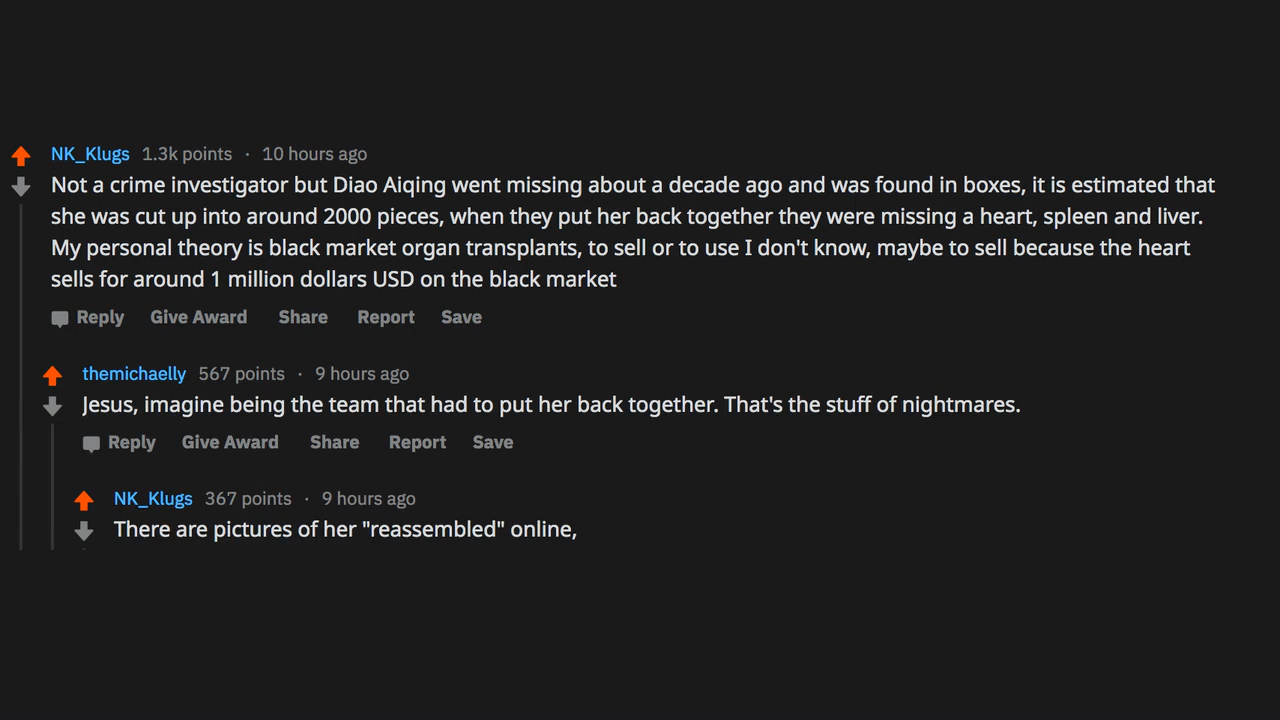 NK_Klugs 1.3k points · 10 hours ago
Not a crime investigator but Diao Aiqing went missing about a decade ago and was found in boxes, it is estimated that
she was cut up into around 2000 pieces, when they put her back together they were missing a heart, spleen and liver.
My personal theory is black market organ transplants, to sell or to use I don't know, maybe to sell because the heart
sells for around 1 million dollars USD on the black market
Reply Give Award Share Report Save
themichaelly 567 points · 9 hours ago
Jesus, imagine being the team that had to put her back together. That's the stuff of nightmares.
Reply Give Award Share Report Save
NK_Klugs 367 points · 9 hours ago
There are pictures of her "reassembled" online,